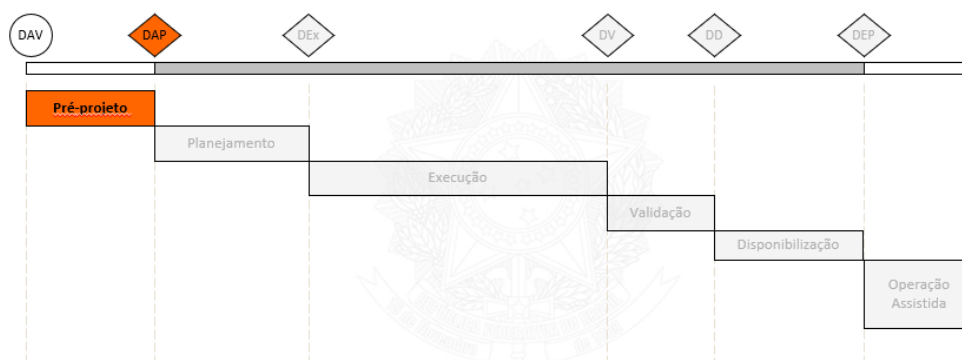 DAV
DAP
DEx
DV
DD
DEP
Pré-projeto
Planejamento
Execução
Validação
Disponibilização
Operação
Assistida